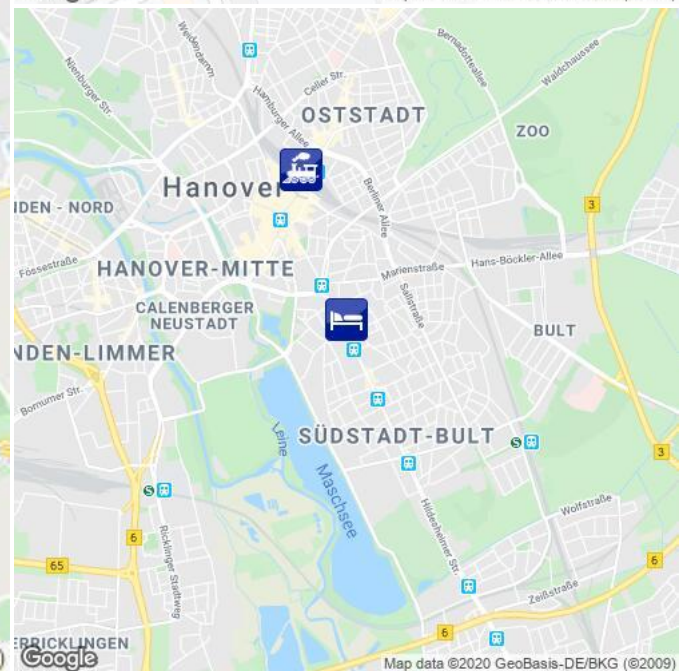 Weidendamm
Bernadotteallee
Waldchaussee
Nienburger Str.
Celler Str.
Hamburger Allee
OSTSTADT
ZOO
Hanover
Berliner Allee
3
NDEN - NORD
Fössestraße
HANOVER-MITTE
Marienstraße
Hans-Böckler-Allee
CALENBERGER
NEUSTADT
Sallstraße
BULT
NDEN-LIMMER
Bornumer Str.
SÜDSTADT-BULT
S
Leine
Maschsee
3
S
Hildesheimer Str.
Wolfstraße
6
Ricklinger Stadtweg
65
6
Zeißstraße
6
ERRICKLINGEN
Google
Map data ©2020 GeoBasis-DE/BKG (©2009)